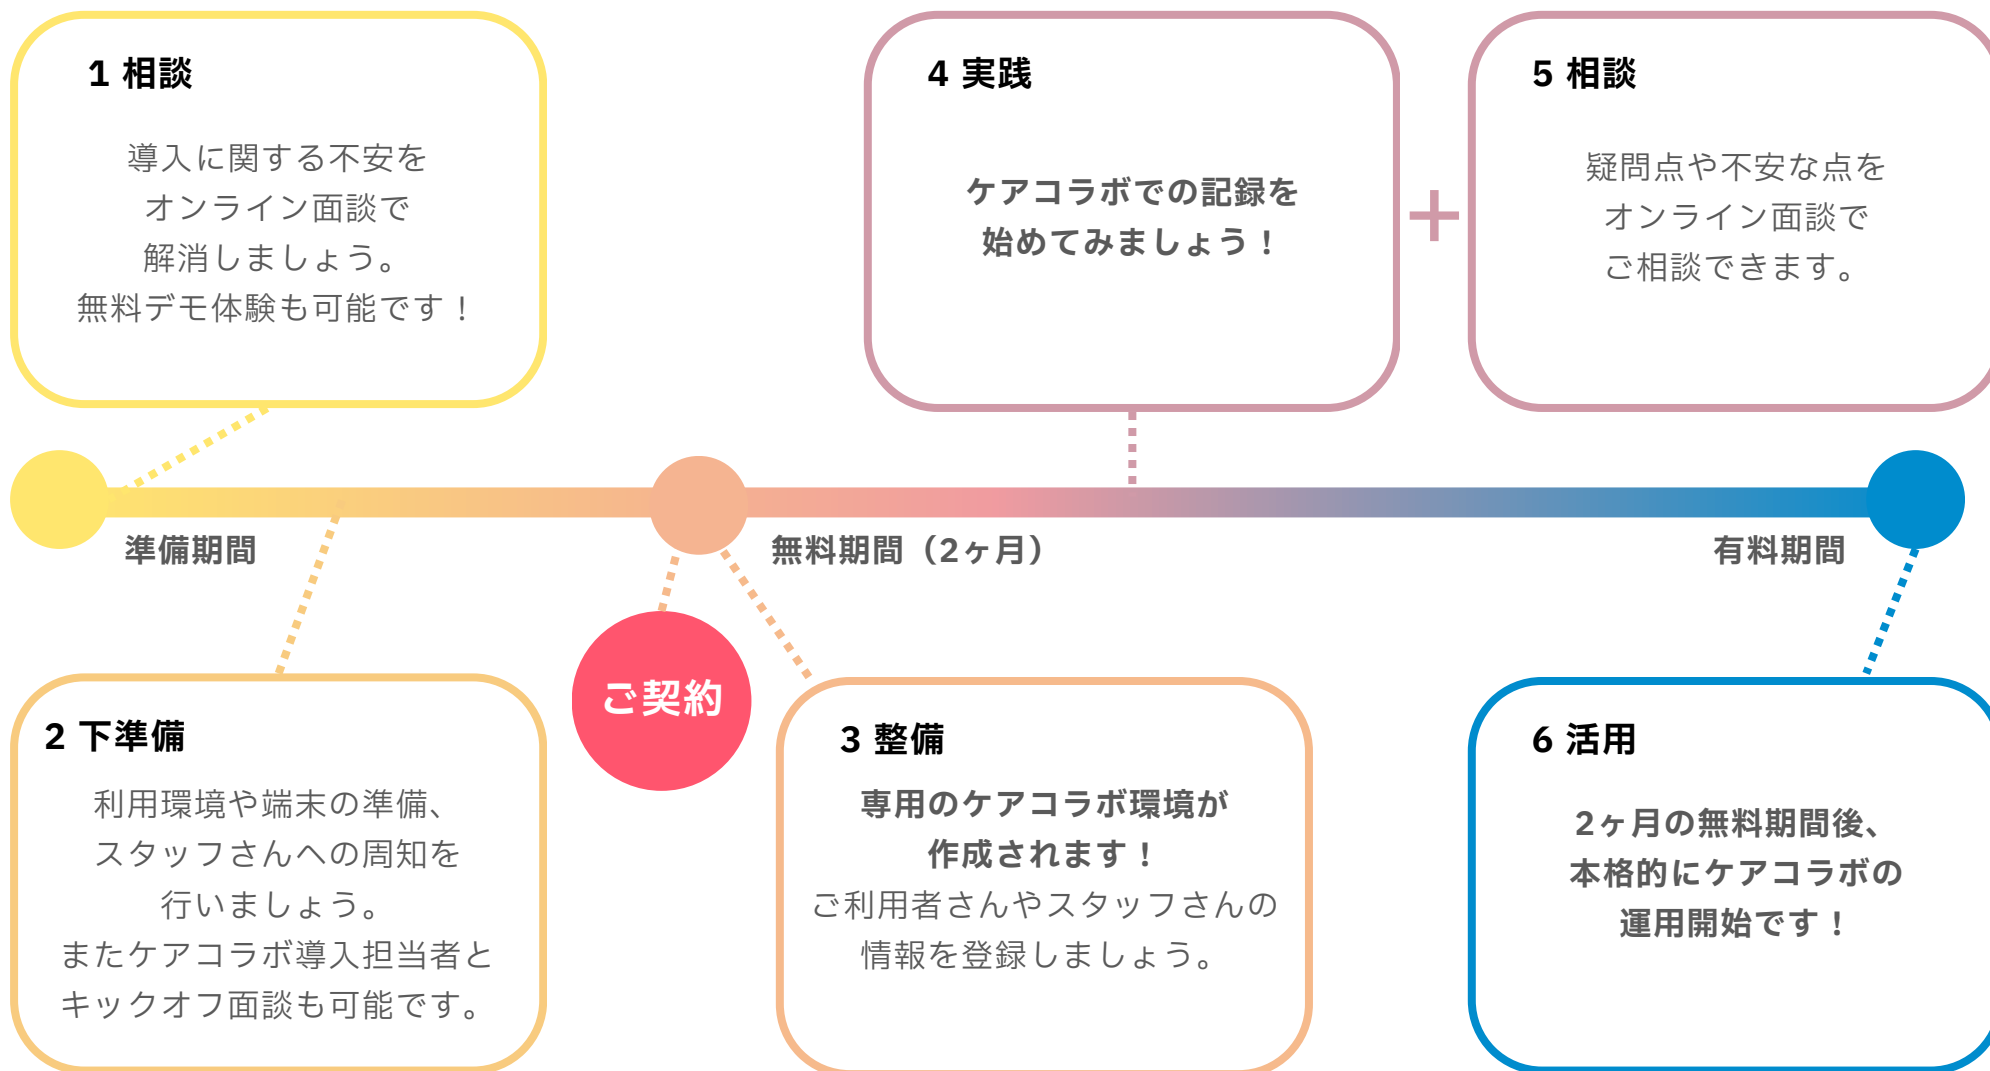 1 相談
導入に関する不安を
オンライン面談で
解消しましょう。
無料デモ体験も可能です！
4 実践
ケアコラボでの記録を
始めてみましょう！
+
5 相談
疑問点や不安な点を
オンライン面談で
ご相談できます。
準備期間
無料期間（2ヶ月）
有料期間
2 下準備
利用環境や端末の準備、
スタッフさんへの周知を
行いましょう。
またケアコラボ導入担当者と
キックオフ面談も可能です。
ご契約
3 整備
専用のケアコラボ環境が
作成されます！
ご利用者さんやスタッフさんの
情報を登録しましょう。
6 活用
2ヶ月の無料期間後、
本格的にケアコラボの
運用開始です！